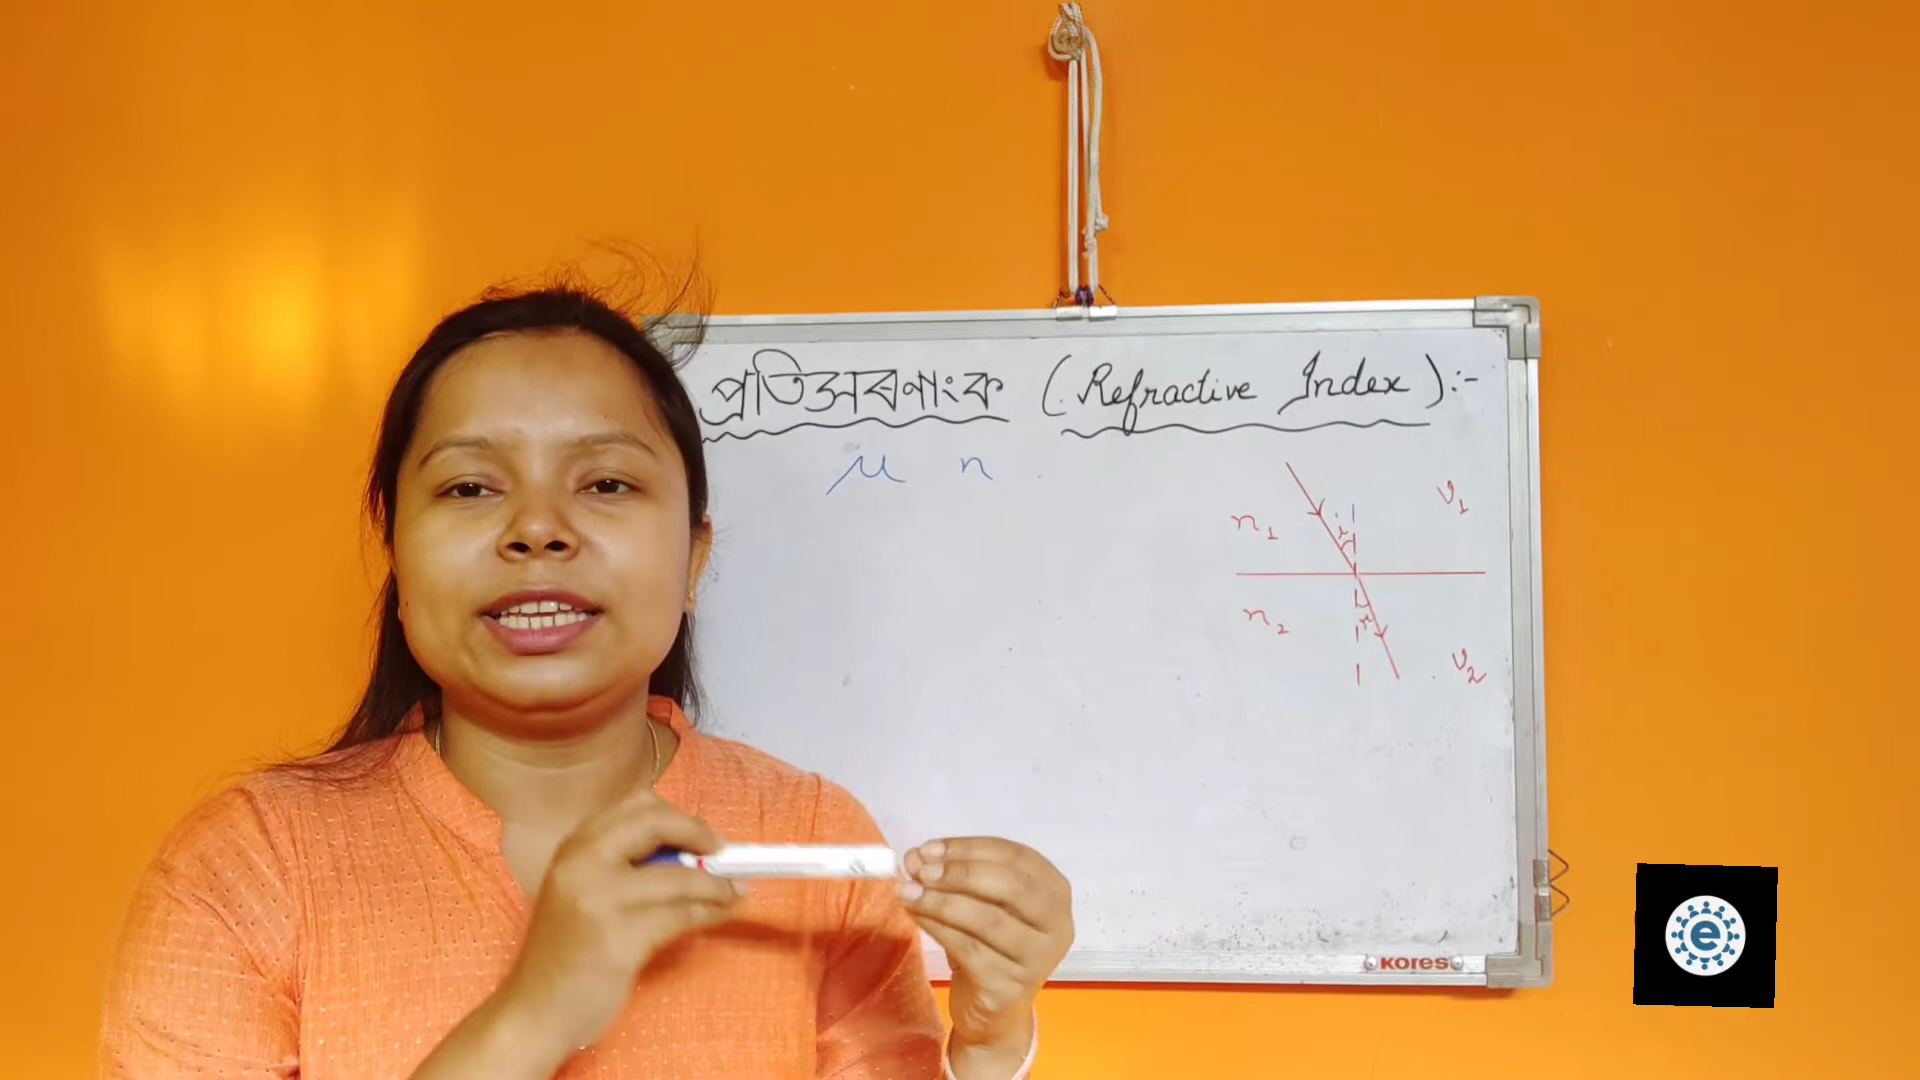 প্ৰতিসৰণাংক (Refractive Index):-
μ n
v₁
n₁ i
n₂ r
v₂
KORES
e